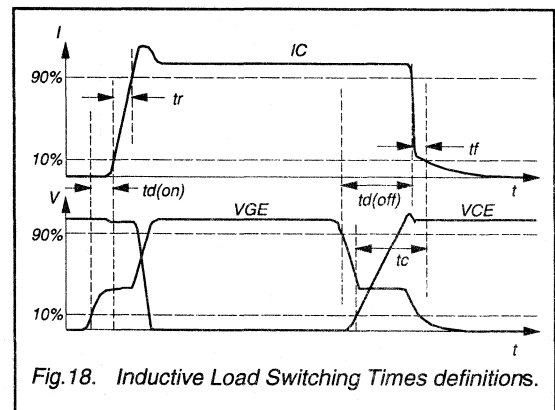 I
IC
90%
tr
tf
10%
td(on)
td(off)
t
V
VGE
VCE
90%
tc
10%
t
Fig.18. Inductive Load Switching Times definitions.